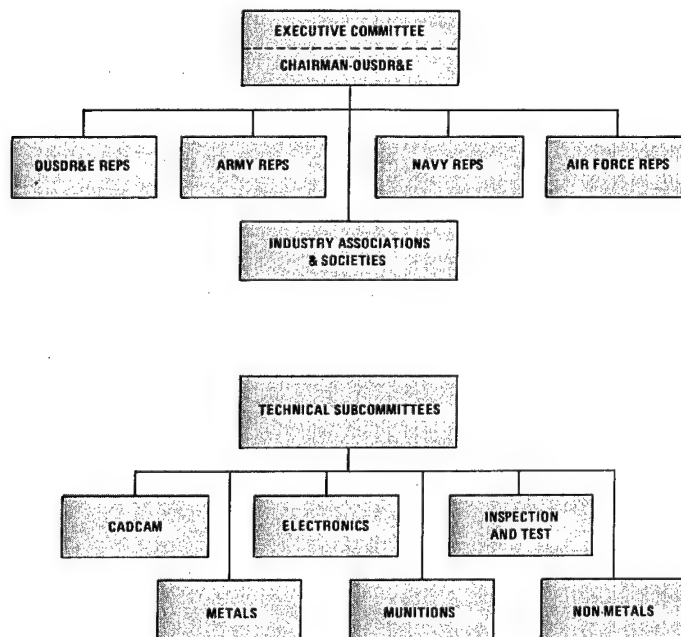 EXECUTIVE COMMITTEE
CHAIRMAN-OUSDR&E
OUSDR&E REPS
ARMY REPS
NAVY REPS
AIR FORCE REPS
INDUSTRY ASSOCIATIONS
& SOCIETIES
TECHNICAL SUBCOMMITTEES
CADCAM
ELECTRONICS
INSPECTION
AND TEST
METALS
MUNITIONS
NON-METALS